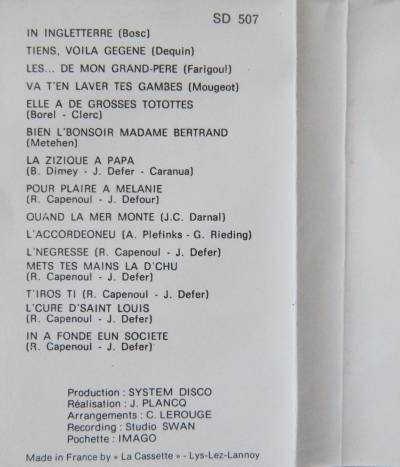 SD 507
IN INGLETTERRE (Bosc)
TIENS, VOILA GEGENE (Dequin)
LES... DE MON GRAND-PERE (Farigoul)
VA T'EN LAVER TES GAMBES (Mougeot)
ELLE A DE GROSSES TOTOTTES
(Borel - Clerc)
BIEN L'BONSOIR MADAME BERTRAND
(Metehen)
LA ZIZIQUE A PAPA
(B. Dimey - J. Defer - Caranua)
POUR PLAIRE A MELANIE
(R. Capenoul - J. Defour)
QUAND LA MER MONTE (J.C. Darnal)
L'ACCORDEONEU (A. Plefinks - G. Rieding)
L'NEGRESSE (R. Capenoul - J. Defer)
METS TES MAINS LA D'CHU
(R. Capenoul - J. Defer)
T'IROS TI (R. Capenoul - J. Defer)
L'CURE D'SAINT LOUIS
(R. Capenoul - J. Defer)
IN A FONDE EUN SOCIETE
(R. Capenoul - J. Defer)
Production : SYSTEM DISCO
Réalisation : J. PLANCQ
Arrangements : C. LEROUGE
Recording : Studio SWAN
Pochette : IMAGO
Made in France by « La Cassette » - Lys-Lez-Lannoy